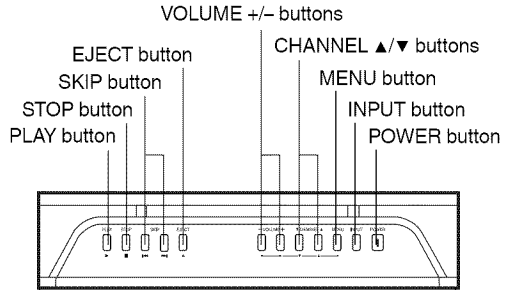 VOLUME +/– buttons
EJECT button
CHANNEL ▲/▼ buttons
SKIP button
MENU button
STOP button
INPUT button
PLAY button
POWER button
PLAY STOP SKIP EJECT – VOLUME + ▼ CHANNEL ▲ MENU INPUT POWER